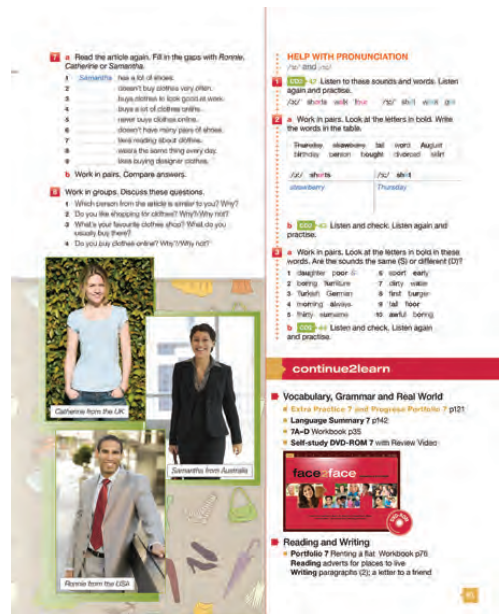 7 a Read the article again. Fill in the gaps with Ronnie,
Catherine or Samantha.
1 Samantha has a lot of shoes.
2 doesn't buy clothes very often.
3 buys clothes to look good at work.
4 buys a lot of clothes online.
5 never buys clothes online.
6 doesn't have many pairs of shoes.
7 likes reading about clothes.
8 wears the same thing every day.
9 likes buying designer clothes.
b Work in pairs. Compare answers.
8 Work in groups. Discuss these questions.
1 Which person from the article is similar to you? Why?
2 Do you like shopping for clothes? Why?/Why not?
3 What's your favourite clothes shop? What do you
usually buy there?
4 Do you buy clothes online? Why?/Why not?
Catherine from the UK
Samantha from Australia
Ronnie from the USA
HELP WITH PRONUNCIATION
/ɔː/ and /ɜː/
1 Listen to these sounds and words. Listen
again and practise.
/ɔː/ shorts walk four /ɜː/ shirt work girl
2 a Work in pairs. Look at the letters in bold. Write
the words in the table.
Thursday strawberry tall word August
birthday person bought divorced skirt
/ɔː/ shorts /ɜː/ shirt
strawberry Thursday
b Listen and check. Listen again and
practise.
3 a Work in pairs. Look at the letters in bold in these
words. Are the sounds the same (S) or different (D)?
1 daughter poor S
2 boring furniture
3 Turkish German
4 morning always
5 thirty surname
6 sport early
7 dirty water
8 first burger
9 tall floor
10 awful boring
b Listen and check. Listen again
and practise.
continue2learn
Vocabulary, Grammar and Real World
Extra Practice 7 and Progress Portfolio 7 p121
Language Summary 7 p142
7A–D Workbook p35
Self-study DVD-ROM 7 with Review Video
face2face
Reading and Writing
Portfolio 7 Renting a flat Workbook p76
Reading adverts for places to live
Writing paragraphs (2); a letter to a friend